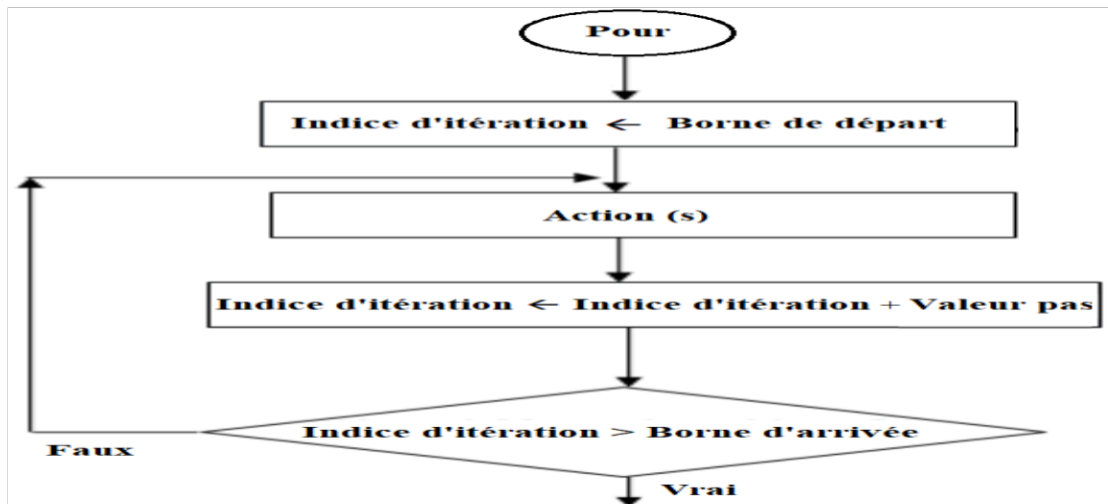 Pour
Indice d'itération ← Borne de départ
Action (s)
Indice d'itération ← Indice d'itération + Valeur pas
Indice d'itération > Borne d'arrivée
Faux
Vrai